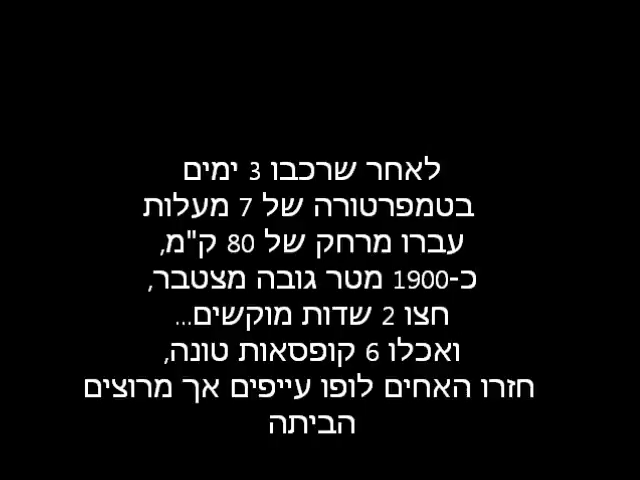 לאחר שרכבו 3 ימים
בטמפרטורה של 7 מעלות
עברו מרחק של 80 ק"מ,
כ-1900 מטר גובה מצטבר,
חצו 2 שדות מוקשים...
ואכלו 6 קופסאות טונה,
חזרו האחים לופו עייפים אך מרוצים
הביתה